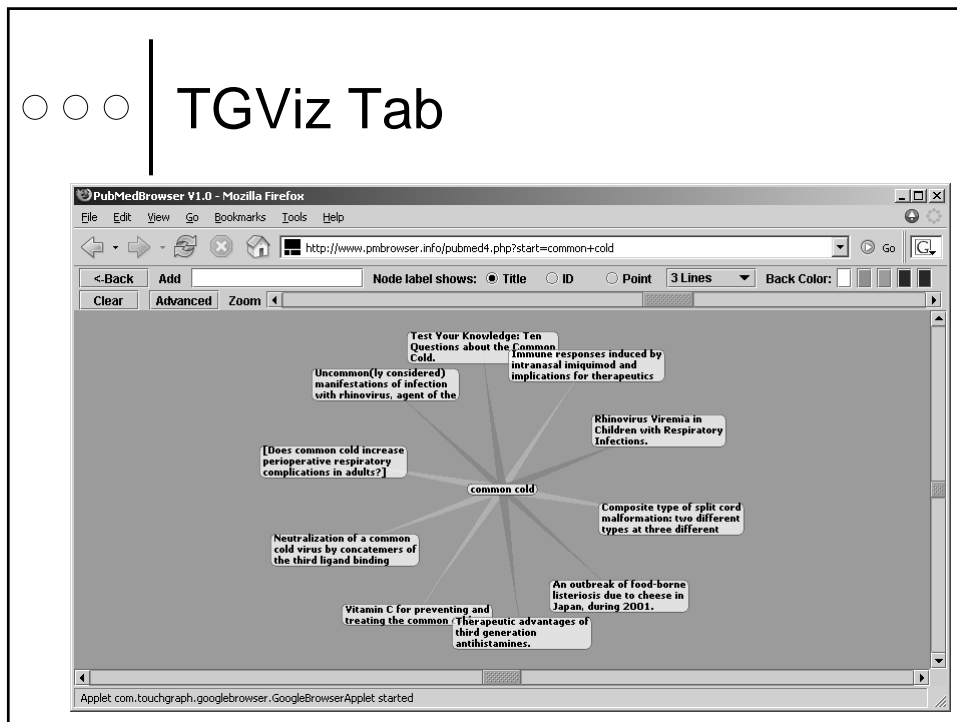 TGViz Tab
PubMedBrowser V1.0 - Mozilla Firefox
File Edit View Go Bookmarks Tools Help
http://www.pmbrowser.info/pubmed4.php?start=common+cold Go G
<-Back Add Node label shows: Title ID Point 3 Lines Back Color:
Clear Advanced Zoom
Test Your Knowledge: Ten
Questions about the Common
Cold.
Immune responses induced by
intranasal imiquimod and
implications for therapeutics
Uncommon(ly considered)
manifestations of infection
with rhinovirus, agent of the
Rhinovirus Viremia in
Children with Respiratory
Infections.
[Does common cold increase
perioperative respiratory
complications in adults?]
common cold
Composite type of split cord
malformation: two different
types at three different
Neutralization of a common
cold virus by concatemers of
the third ligand binding
An outbreak of food-borne
listeriosis due to cheese in
Japan, during 2001.
Vitamin C for preventing and
treating the common
Therapeutic advantages of
third generation
antihistamines.
Applet com.touchgraph.googlebrowser.GoogleBrowserApplet started